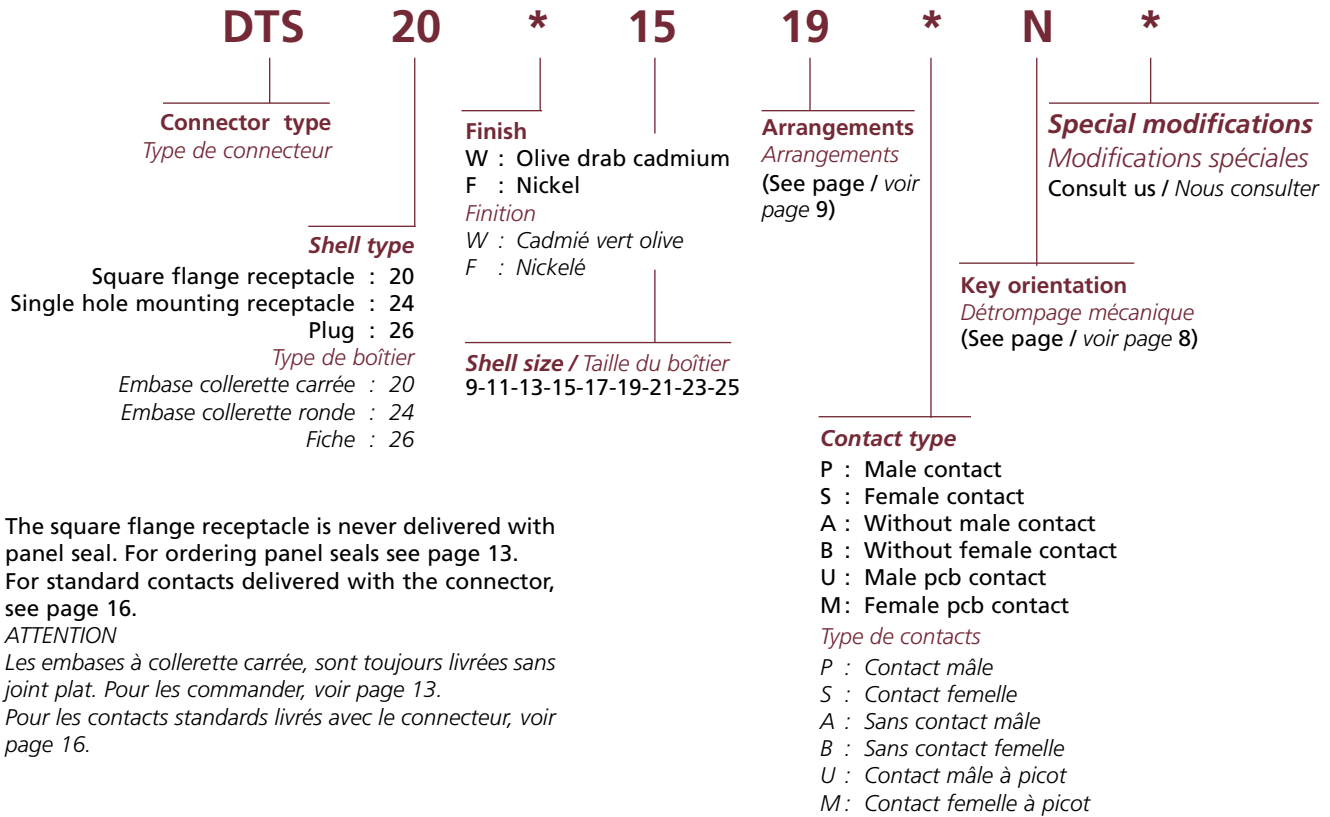 DTS 20 * 15 19 * N *
Connector type
Type de connecteur
Shell type
Square flange receptacle : 20
Single hole mounting receptacle : 24
Plug : 26
Type de boîtier
Embase collerette carrée : 20
Embase collerette ronde : 24
Fiche : 26
Finish
W : Olive drab cadmium
F : Nickel
Finition
W : Cadmié vert olive
F : Nickelé
Shell size / Taille du boîtier
9-11-13-15-17-19-21-23-25
Arrangements
Arrangements
(See page / voir
page 9)
Contact type
P : Male contact
S : Female contact
A : Without male contact
B : Without female contact
U : Male pcb contact
M : Female pcb contact
Type de contacts
P : Contact mâle
S : Contact femelle
A : Sans contact mâle
B : Sans contact femelle
U : Contact mâle à picot
M : Contact femelle à picot
Key orientation
Détrompage mécanique
(See page / voir page 8)
Special modifications
Modifications spéciales
Consult us / Nous consulter
The square flange receptacle is never delivered with
panel seal. For ordering panel seals see page 13.
For standard contacts delivered with the connector,
see page 16.
ATTENTION
Les embases à collerette carrée, sont toujours livrées sans
joint plat. Pour les commander, voir page 13.
Pour les contacts standards livrés avec le connecteur, voir
page 16.